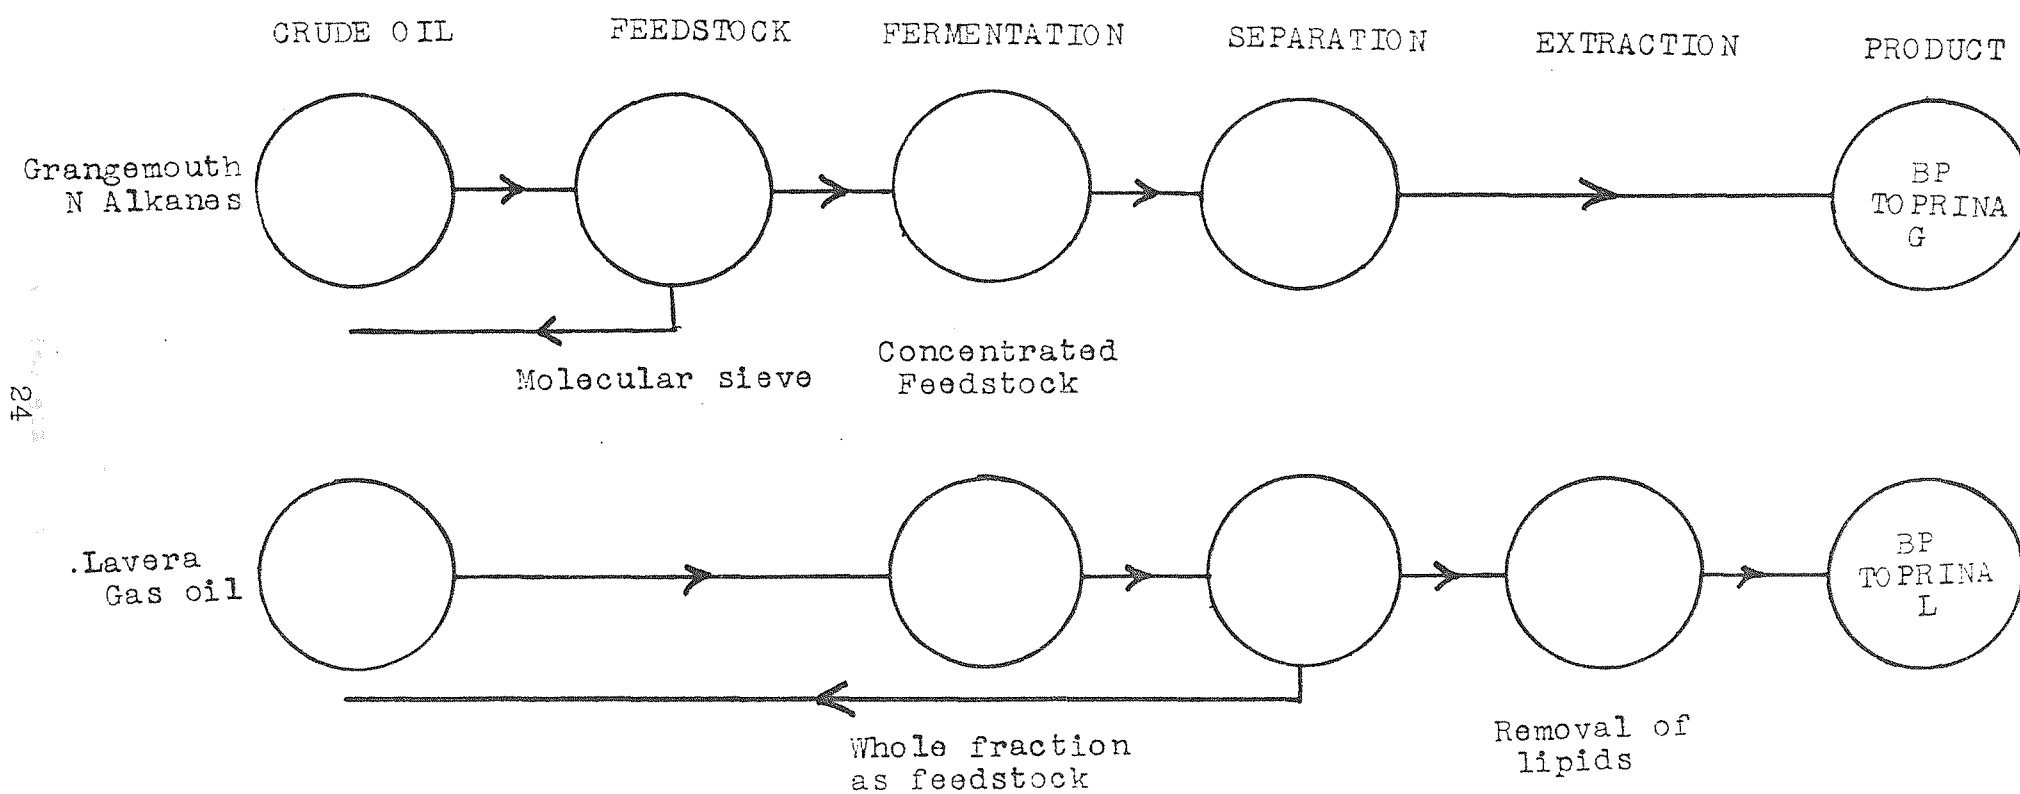 CRUDE OIL
FEEDSTOCK
FERMENTATION
SEPARATION
EXTRACTION
PRODUCT
Grangemouth
N Alkanes
BP
TOPRINA
G
Molecular sieve
Concentrated
Feedstock
24
.Lavera
Gas oil
BP
TOPRINA
L
Whole fraction
as feedstock
Removal of
lipids